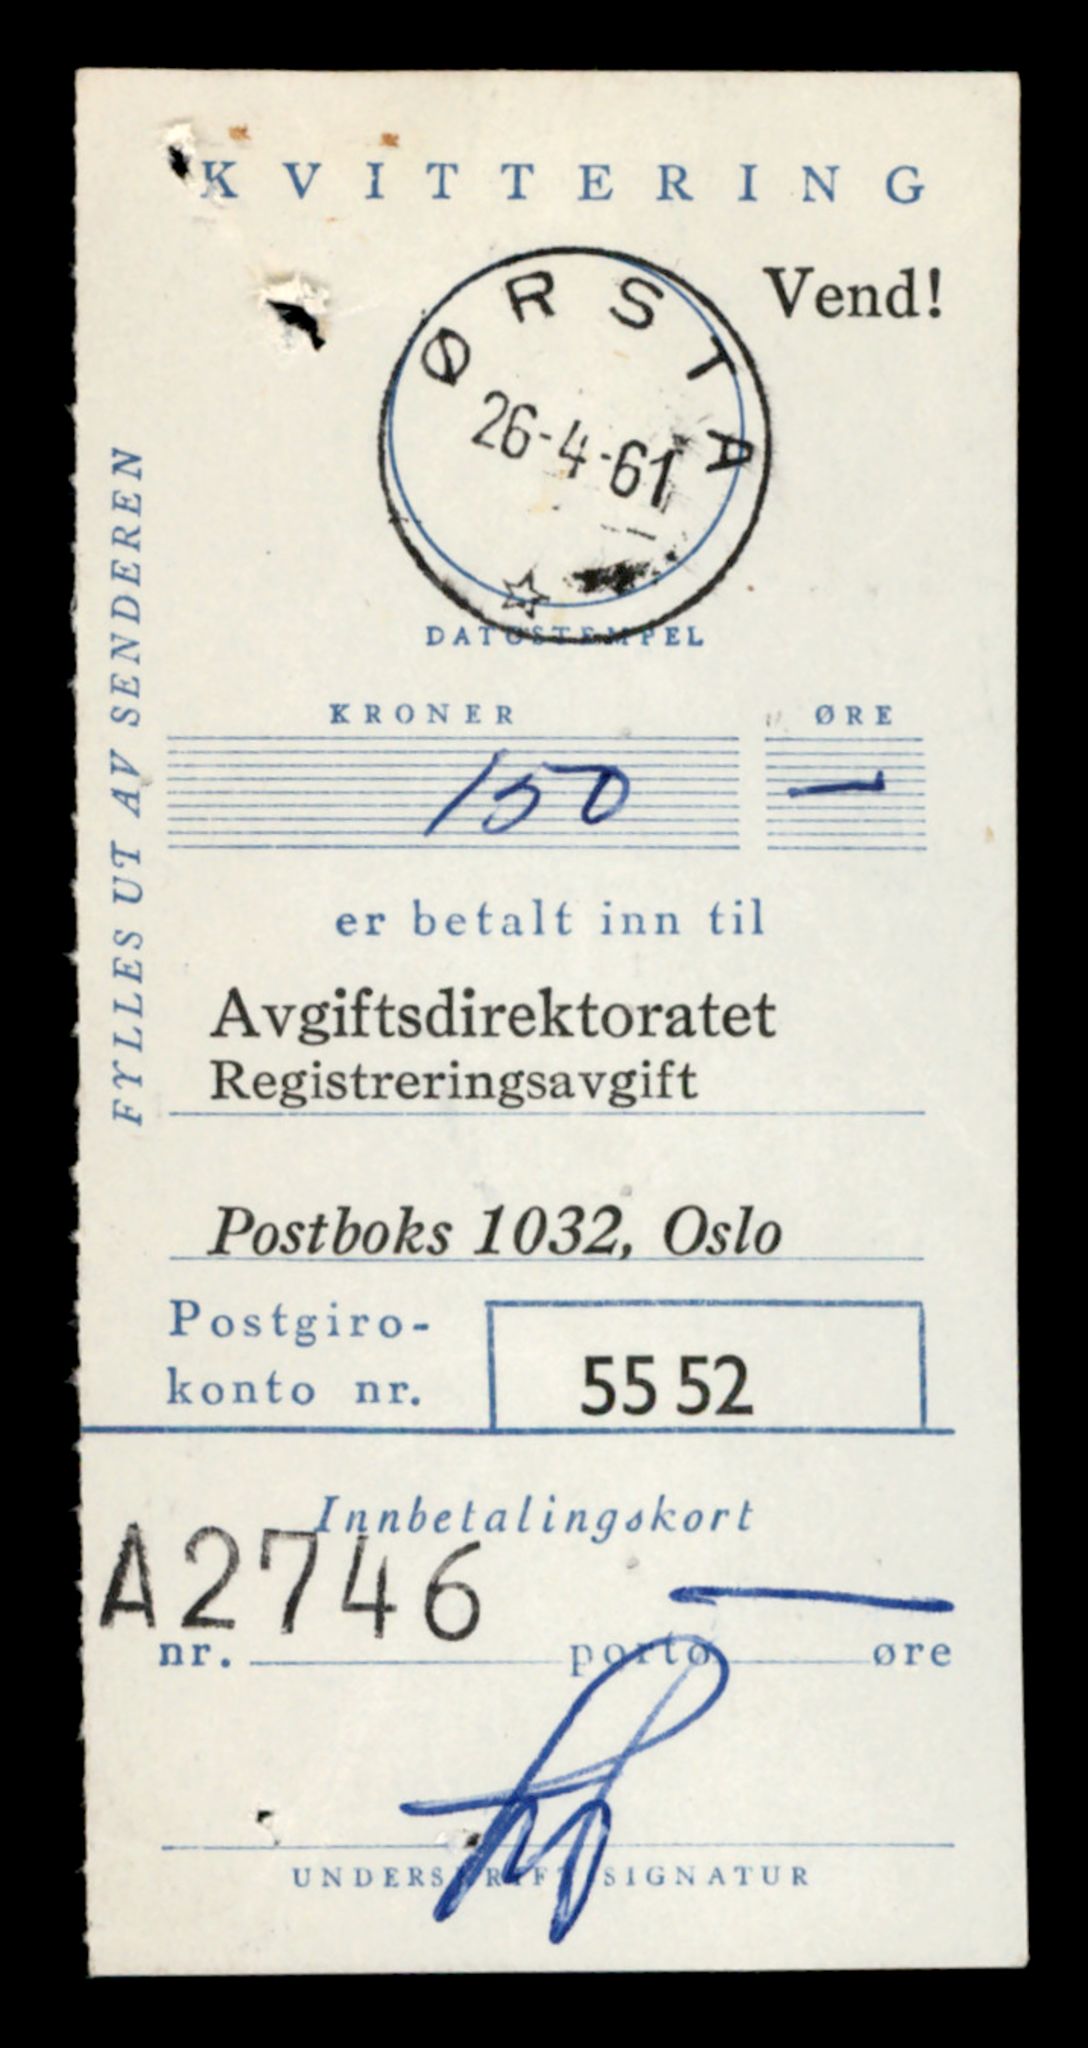 KVITTERING
Vend!
ØRSTA
26-4-61
DATOSTEMPEL
FYLLES UT AV SENDEREN
KRONER ØRE
150 —
er betalt inn til
Avgiftsdirektoratet
Registreringsavgift
Postboks 1032, Oslo
Postgiro-
konto nr. 55 52
Innbetalingskort
A2746 —
nr. porto øre
UNDERSKRIFT SIGNATUR